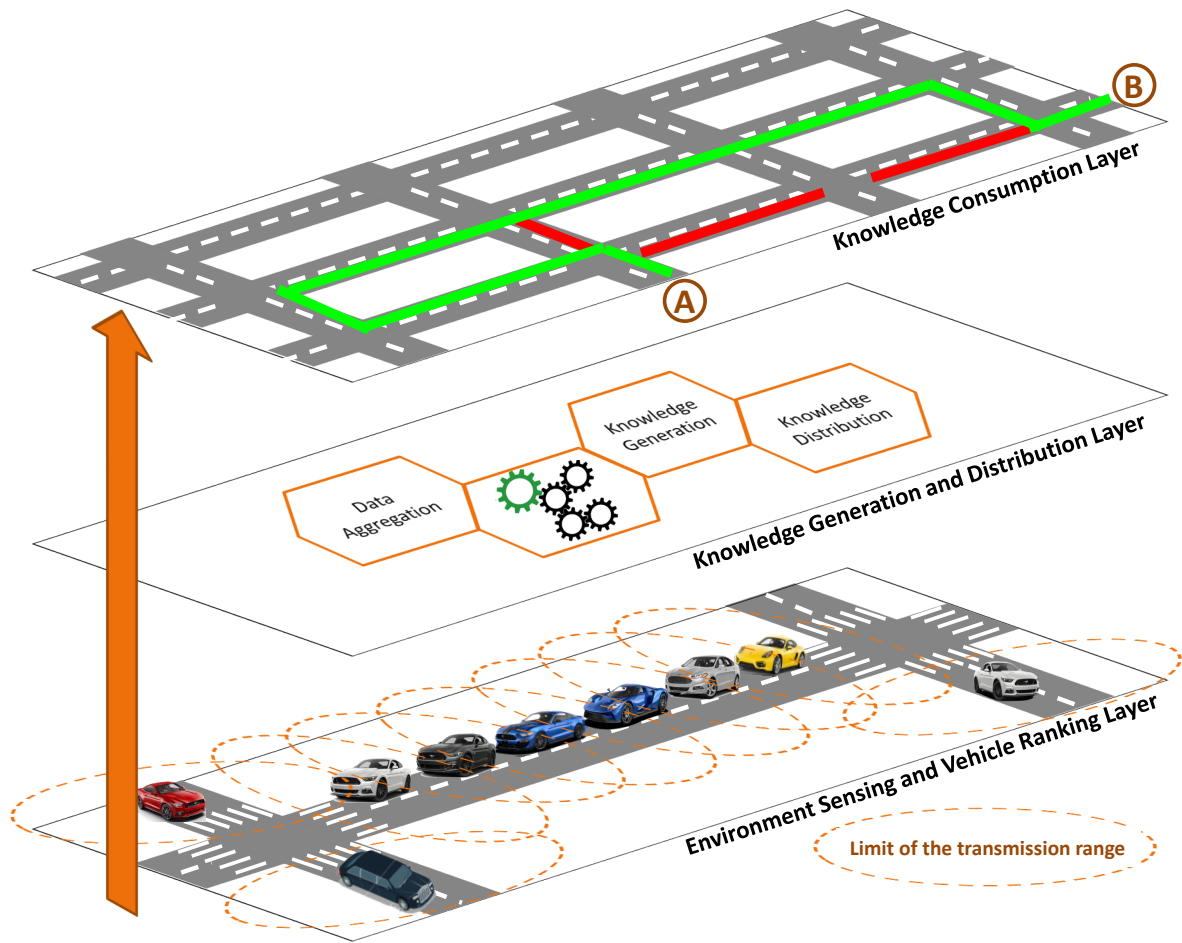 B
Knowledge Consumption Layer
A
Knowledge
Generation
Knowledge
Distribution
Data
Aggregation
Knowledge Generation and Distribution Layer
Environment Sensing and Vehicle Ranking Layer
Limit of the transmission range